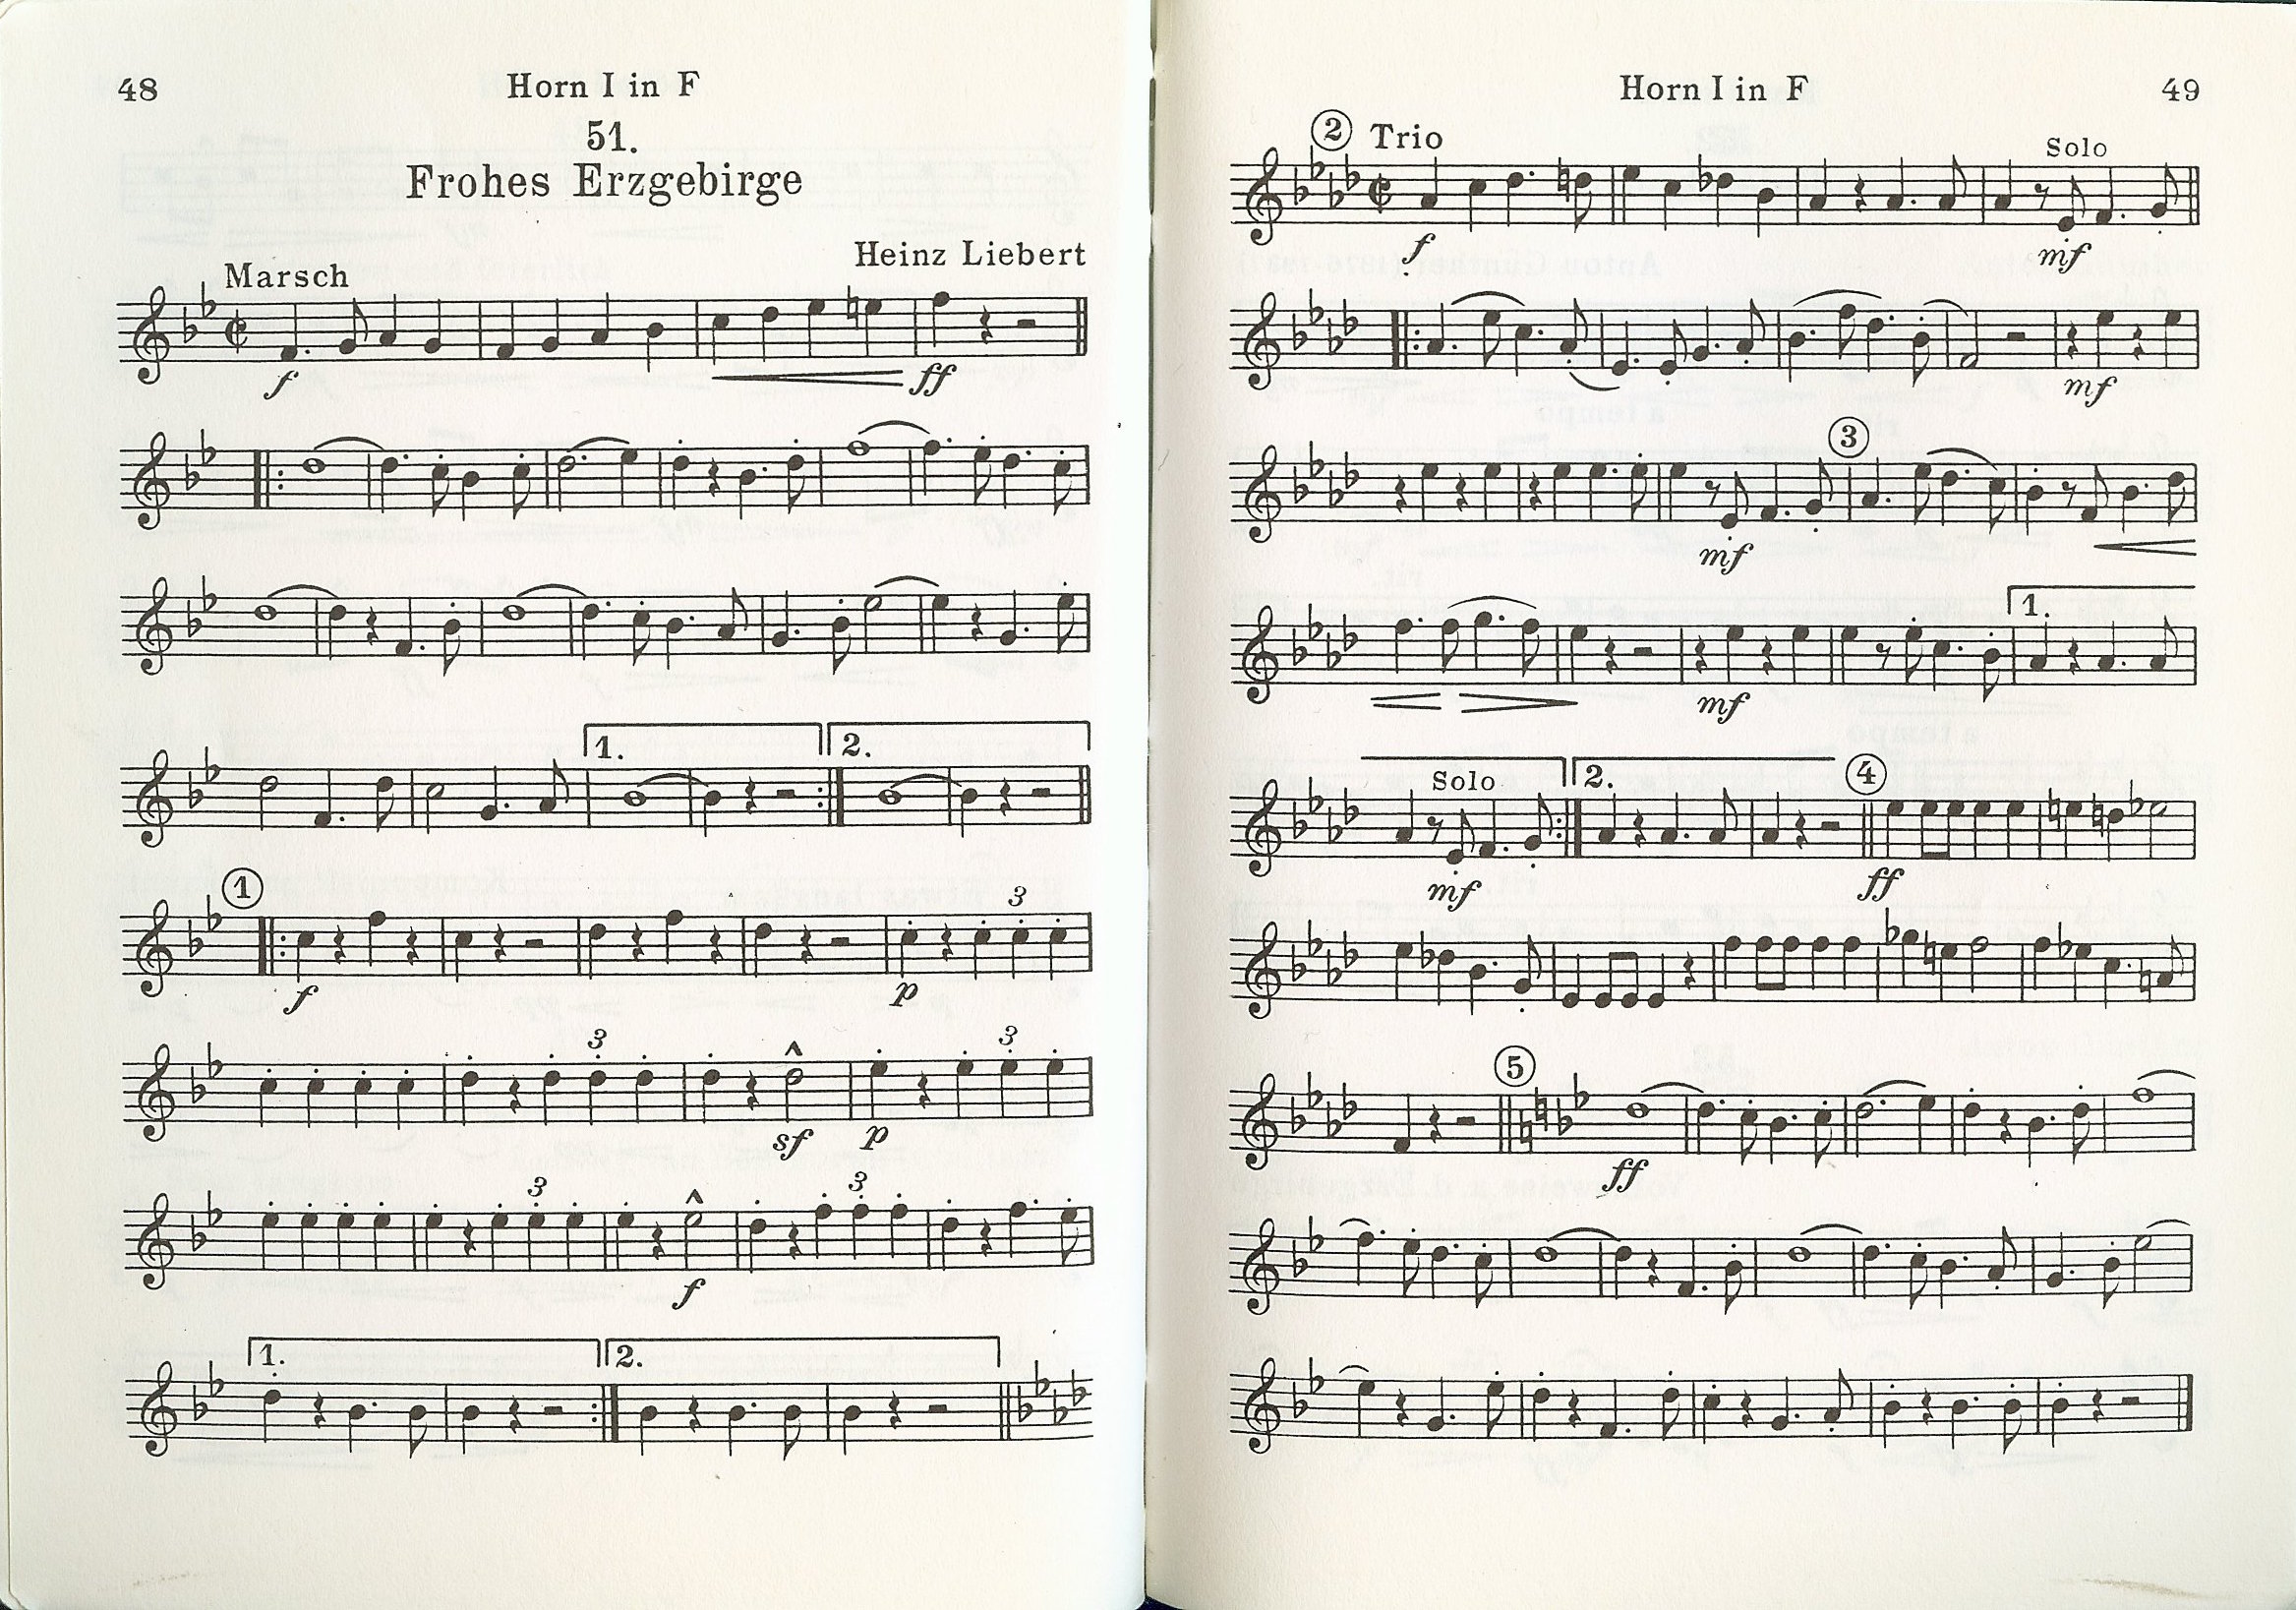 48
Horn I in F
51.
Frohes Erzgebirge
Heinz Liebert
Marsch
f
ff
1.
2.
1
3
f
p
3
3
sf
p
3
3
f
1.
2.
Horn I in F
49
2 Trio
Solo
f
mf
mf
3
mf
1.
mf
Solo
2.
4
mf
ff
5
ff